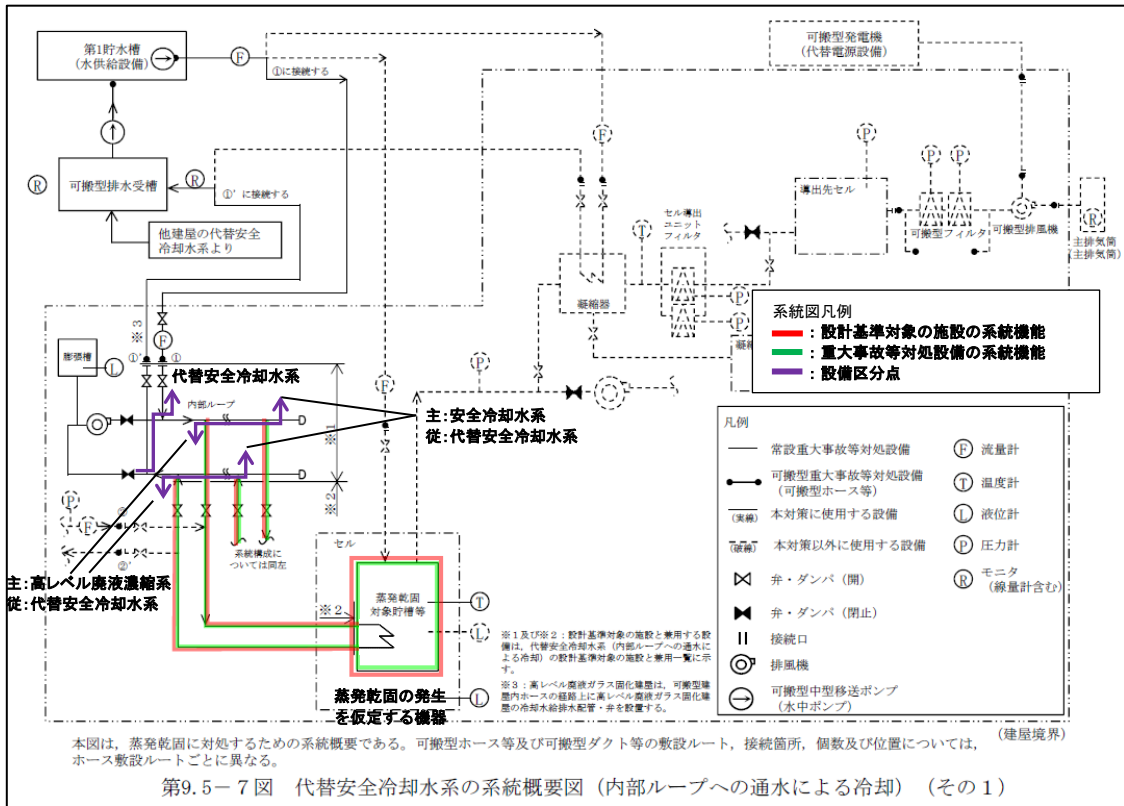 第1貯水槽
(水供給設備)
F
①に接続する
可搬型発電機
(代替電源設備)
F
R
可搬型排水受槽
R
①’に接続する
他建屋の代替安全
冷却水系より
P
P
P
導出先セル
可搬型フィルタ
可搬型排風機
R
主排気筒
(主排気筒)
セル導出
ユニット
フィルタ
T
凝縮器
P
P
※3
F
膨張槽
L
①’
①
代替安全冷却水系
内部ループ
F
P
主:安全冷却水系
従:代替安全冷却水系
※1
※2
P
F
②
②’
系統構成に
ついては同左
主:高レベル廃液濃縮系
従:代替安全冷却水系
セル
蒸発乾固
対象貯槽等
※2
T
L
L
蒸発乾固の発生
を仮定する機器
系統図凡例
:設計基準対象の施設の系統機能
:重大事故等対処設備の系統機能
:設備区分点
凡例
常設重大事故等対処設備
可搬型重大事故等対処設備
(可搬型ホース等)
(実線)
本対策に使用する設備
(破線)
本対策以外に使用する設備
弁・ダンパ(開)
弁・ダンパ(閉止)
接続口
排風機
可搬型中型移送ポンプ
(水中ポンプ)
F 流量計
T 温度計
L 液位計
P 圧力計
R モニタ
(線量計含む)
※1及び※2:設計基準対象の施設と兼用する設
備は、代替安全冷却水系(内部ループへの通水に
よる冷却)の設計基準対象の施設と兼用一覧に示
す。
※3:高レベル廃液ガラス固化建屋は、可搬型建
屋内ホースの経路上に高レベル廃液ガラス固化建
屋の冷却水給排水配管・弁を設置する。
(建屋境界)
本図は,蒸発乾固に対処するための系統概要である。可搬型ホース等及び可搬型ダクト等の敷設ルート,接続箇所,個数及び位置については,
ホース敷設ルートごとに異なる。
第9.5-7図 代替安全冷却水系の系統概要図(内部ループへの通水による冷却)(その1)